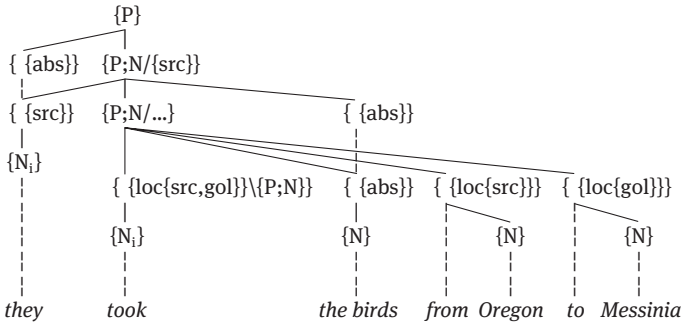 {P}
{ {abs}} {P;N/{src}}
{ {src}} {P;N/...} { {abs}}
{Nᵢ}
{ {loc{src,gol}}\{P;N}} { {abs}} { {loc{src}}} { {loc{gol}}}
{Nᵢ} {N} {N} {N}
they took the birds from Oregon to Messinia